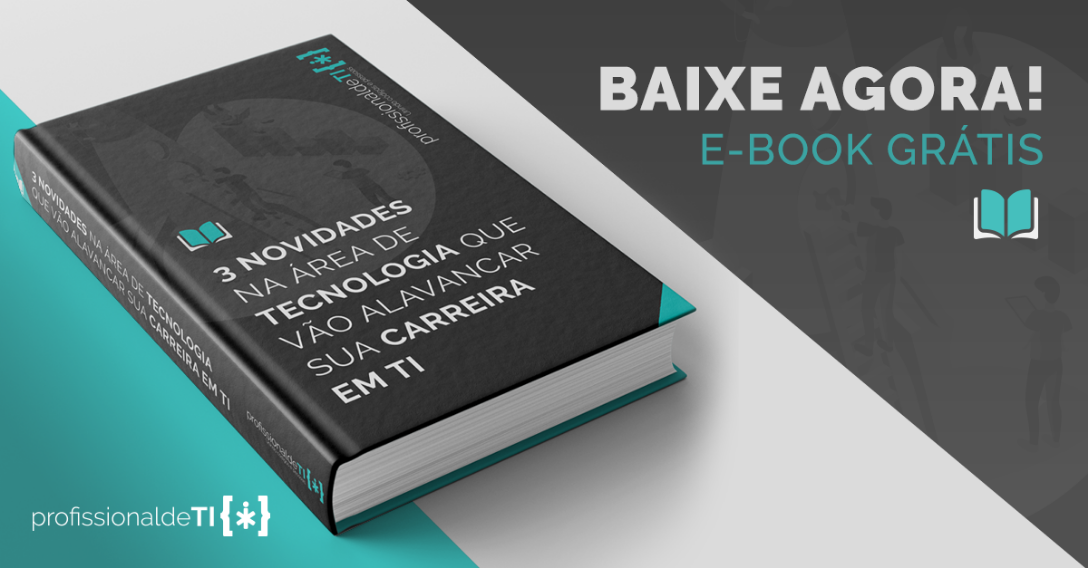 BAIXE AGORA!
E-BOOK GRÁTIS
profissionaldeTI
3 NOVIDADES
NA ÁREA DE
TECNOLOGIA QUE
VÃO ALAVANCAR
SUA CARREIRA
EM TI
3 NOVIDADES NA ÁREA DE TECNOLOGIA
QUE VÃO ALAVANCAR SUA CARREIRA EM TI
profissionaldeTI
profissionaldeTI{*}